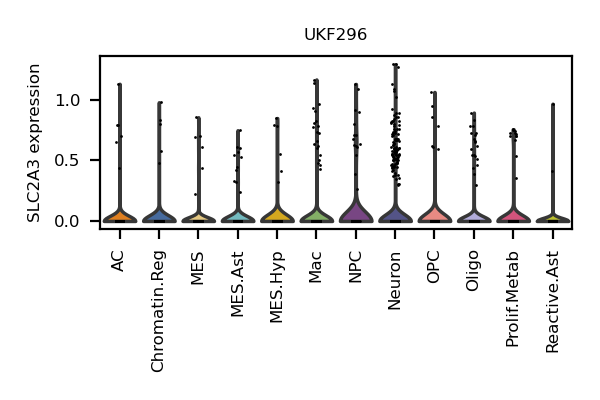 UKF296
SLC2A3 expression
1.0
0.5
0.0
AC
Chromatin.Reg
MES
MES.Ast
MES.Hyp
Mac
NPC
Neuron
OPC
Oligo
Prolif.Metab
Reactive.Ast